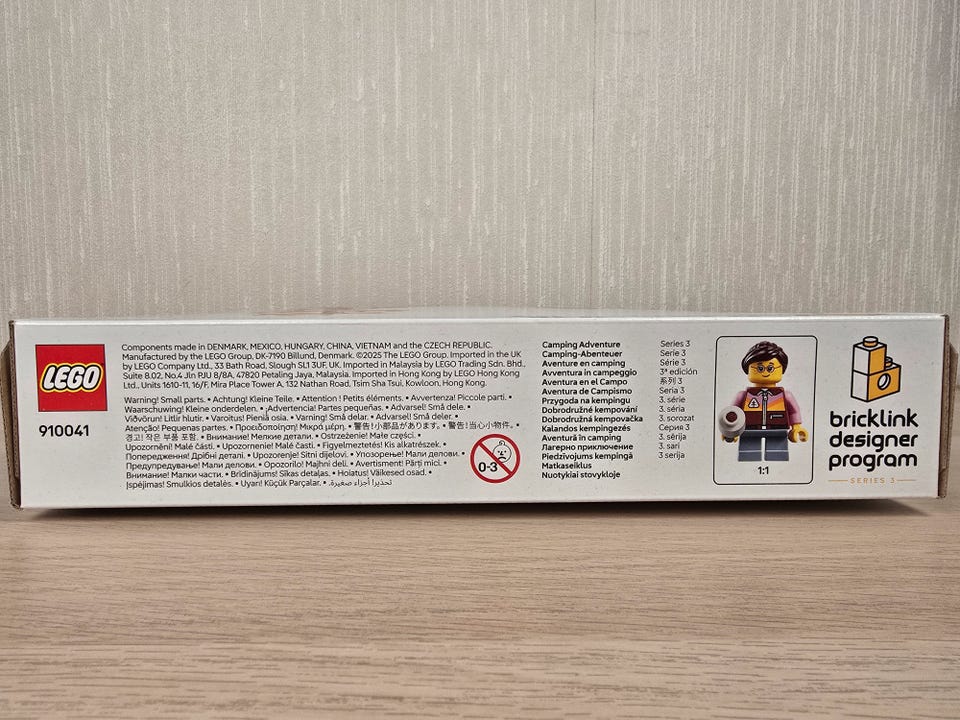 LEGO
910041
Components made in DENMARK, MEXICO, HUNGARY, CHINA, VIETNAM and the CZECH REPUBLIC.
Manufactured by the LEGO Group, DK-7190 Billund, Denmark. ©2025 The LEGO Group. Imported in the UK
by LEGO Company Ltd., 33 Bath Road, Slough SL1 3UF, UK. Imported in Malaysia by LEGO Trading Sdn. Bhd.,
Suite 8.02, No.4 Jln PJU 8/8A, 47820 Petaling Jaya, Malaysia. Imported in Hong Kong by LEGO Hong Kong
Ltd., Units 1610-11, 16/F, Mira Place Tower A, 132 Nathan Road, Tsim Sha Tsui, Kowloon, Hong Kong.
Warning! Small parts. • Achtung! Kleine Teile. • Attention ! Petits éléments. • Avvertenza! Piccole parti. •
Waarschuwing! Kleine onderdelen. • ¡Advertencia! Partes pequeñas. • Advarsel! Små dele. •
Viðvörun! Litlir hlutir. • Varoitus! Pieniä osia. • Varning! Små delar. • Advarsel! Små deler. •
Atenção! Peças pequenas. • Προειδοποίηση! Μικρά μέρη. • 警告!小部品があります。• 警告!当心小物件。•
경고! 작은 부품 포함. • Внимание! Мелкие детали. • Ostrzeżenie! Małe części. •
Upozornění! Malé části. • Upozornenie! Malé časti. • Figyelmeztetés! Kis alkatrészek. •
Попередження! Дрібні деталі. • Upozorenje! Sitni dijelovi. • Упозорење! Мали делови. •
Предупредување! Мали делови. • Opozorilo! Majhni deli. • Avertisment! Părți mici. •
Внимание! Малки части. • Brīdinājums! Sīkas detaļas. • Hoiatus! Väikesed osad. •
Įspėjimas! Smulkios detalės. • Uyarı! Küçük Parçalar. • تحذير! أجزاء صغيرة.
0-3
Camping Adventure Series 3
Camping-Abenteuer Serie 3
Aventure en camping Série 3
Avventura in campeggio 3ª edición
Aventura en el Campo 系列 3
Aventura de Campismo Seria 3
Przygoda na kempingu 3. série
Dobrodružné kempování 3. séria
Dobrodružná kempovačka 3. sorozat
Kalandos kempingezés Серия 3
Aventură în camping 3. sērija
Лагерно приключение 3. sari
Piedzīvojums kempingā 3 serija
Matkaseiklus
Nuotykiai stovykloje
1:1
bricklink
designer
program
SERIES 3